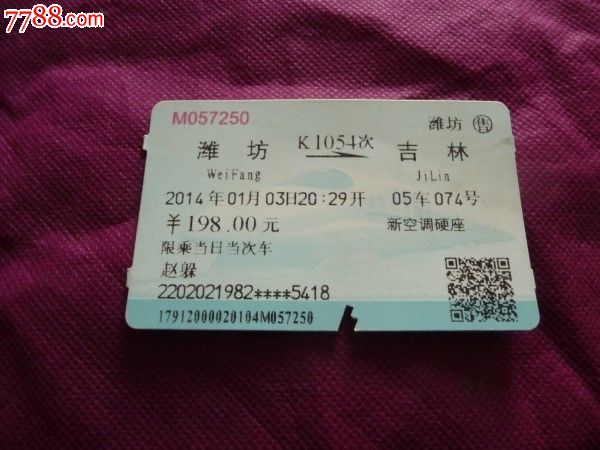 7788.com
M057250
潍坊 售
潍坊 K1054次 吉林
WeiFang JiLin
2014年01月03日20:29开 05车074号
￥198.00元 新空调硬座
限乘当日当次车
赵躲
2202021982****5418
17912000020104M057250